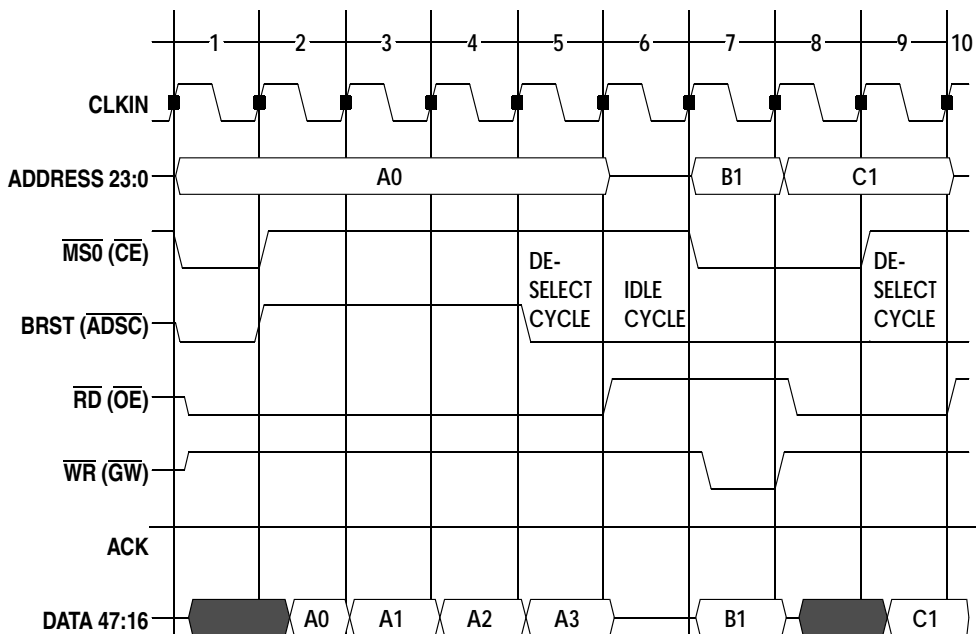 1 2 3 4 5 6 7 8 9 10
CLKIN
ADDRESS 23:0 A0 B1 C1
MS0 (CE)
DE-
SELECT
CYCLE
IDLE
CYCLE
DE-
SELECT
CYCLE
BRST (ADSC)
RD (OE)
WR (GW)
ACK
DATA 47:16 A0 A1 A2 A3 B1 C1